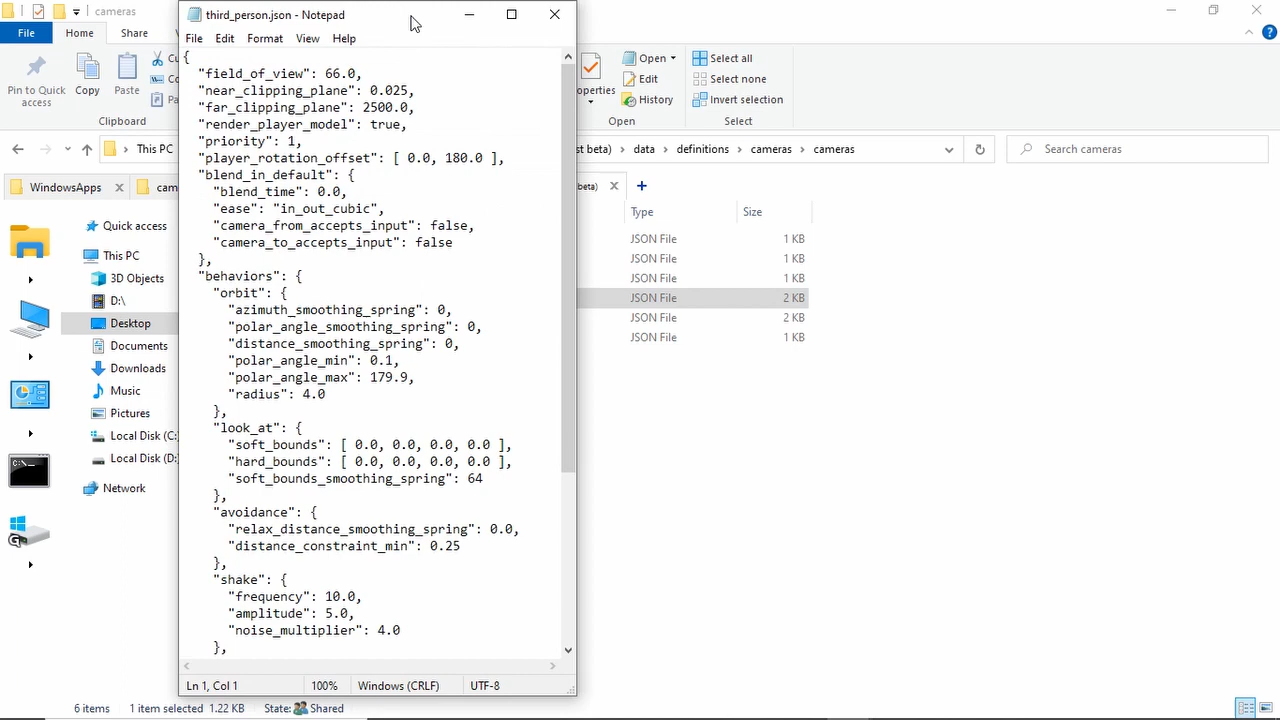 third_person.json - Notepad
cameras
File Home Share
File Edit Format View Help
Pin to Quick access
Copy
Paste
Clipboard
Open
Edit
History
Open
Select all
Select none
Invert selection
Select
This PC
data definitions cameras cameras
Search cameras
WindowsApps
Quick access
This PC
3D Objects
D:\
Desktop
Documents
Downloads
Music
Pictures
Local Disk (C:
Local Disk (D:
Network
{
"field_of_view": 66.0,
"near_clipping_plane": 0.025,
"far_clipping_plane": 2500.0,
"render_player_model": true,
"priority": 1,
"player_rotation_offset": [ 0.0, 180.0 ],
"blend_in_default": {
"blend_time": 0.0,
"ease": "in_out_cubic",
"camera_from_accepts_input": false,
"camera_to_accepts_input": false
},
"behaviors": {
"orbit": {
"azimuth_smoothing_spring": 0,
"polar_angle_smoothing_spring": 0,
"distance_smoothing_spring": 0,
"polar_angle_min": 0.1,
"polar_angle_max": 179.9,
"radius": 4.0
},
"look_at": {
"soft_bounds": [ 0.0, 0.0, 0.0, 0.0 ],
"hard_bounds": [ 0.0, 0.0, 0.0, 0.0 ],
"soft_bounds_smoothing_spring": 64
},
"avoidance": {
"relax_distance_smoothing_spring": 0.0,
"distance_constraint_min": 0.25
},
"shake": {
"frequency": 10.0,
"amplitude": 5.0,
"noise_multiplier": 4.0
},
Ln 1, Col 1 100% Windows (CRLF) UTF-8
Type Size
JSON File 1 KB
JSON File 1 KB
JSON File 1 KB
JSON File 2 KB
JSON File 2 KB
JSON File 1 KB
6 items 1 item selected 1.22 KB State: Shared